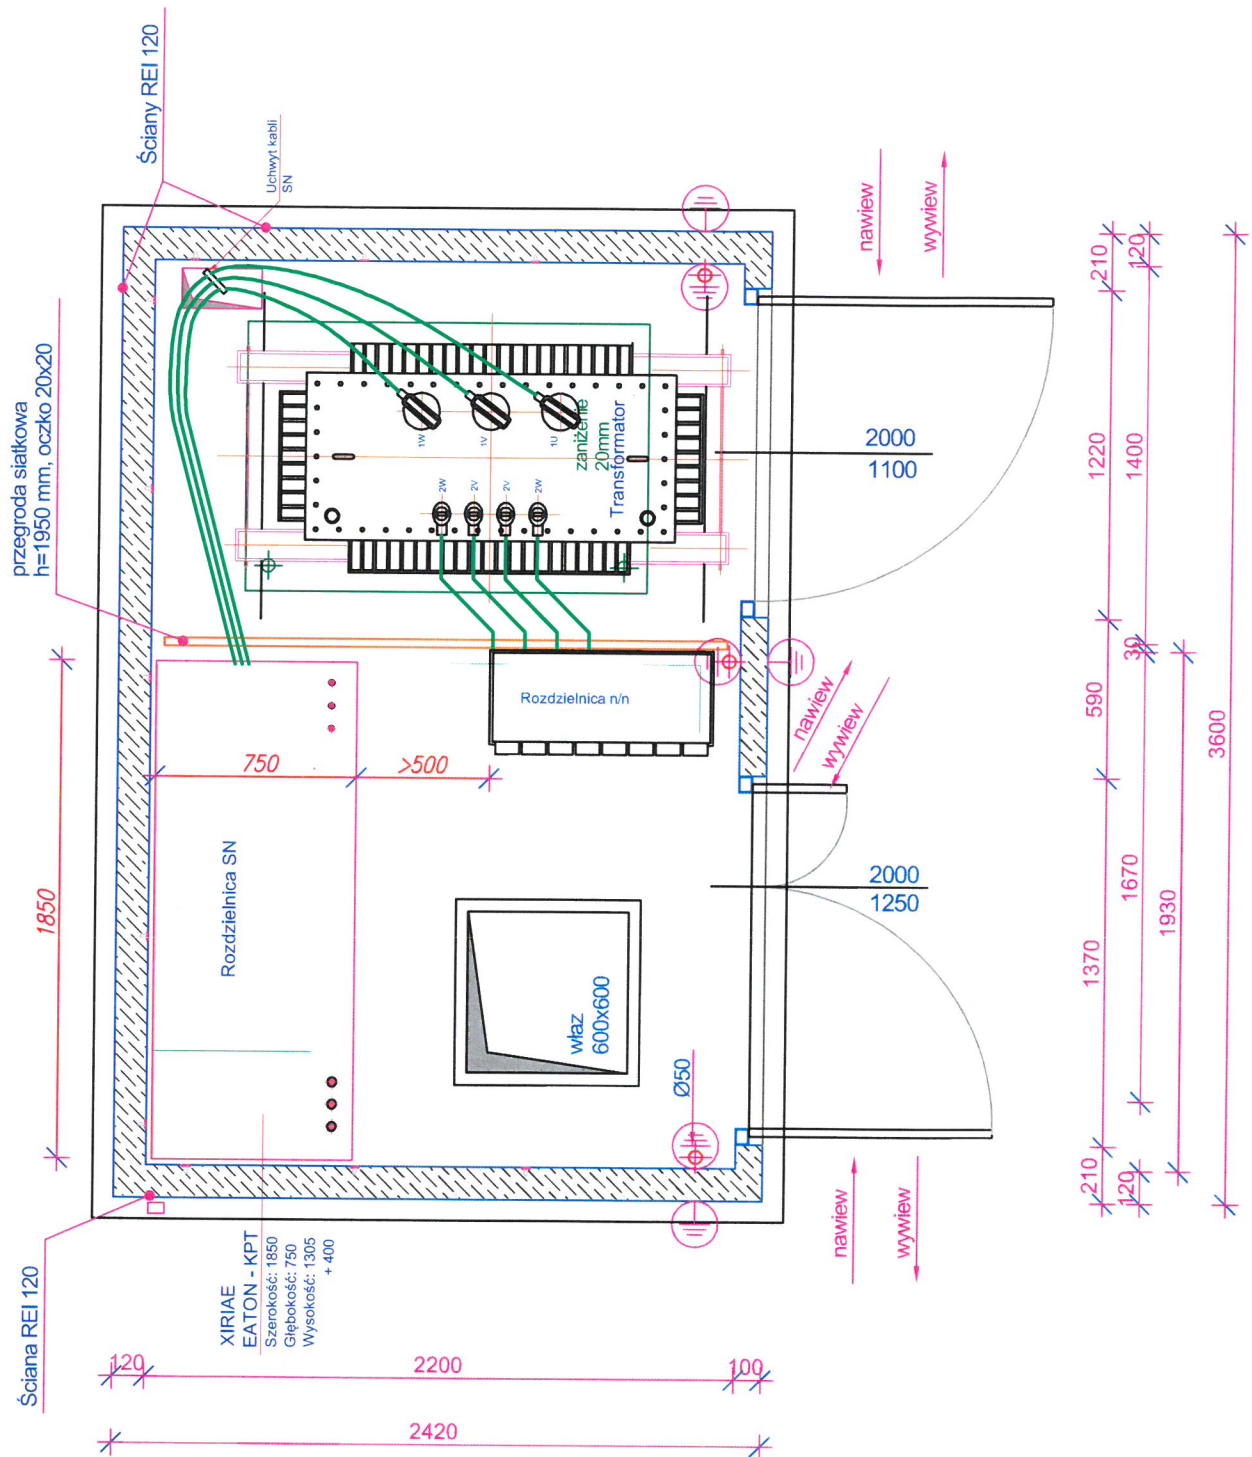 Ściany REI 120
Uchwyt kabli
SN
przegroda siatkowa
h=1950 mm, oczko 20x20
nawiew
wywiew
210
120
1W
1V
1U
zaniżenie
20mm
Transformator
2W
2V
2V
2W
2000
1100
1220
1400
30
Rozdzielnica n/n
nawiew
wywiew
590
3600
750
>500
1850
Rozdzielnica SN
2000
1250
1670
1930
1370
właz
600x600
Ø50
nawiew
wywiew
210
120
Ściana REI 120
XIRIAE
EATON - KPT
Szerokość: 1850
Głębokość: 750
Wysokość: 1305
+ 400
120
2200
100
2420